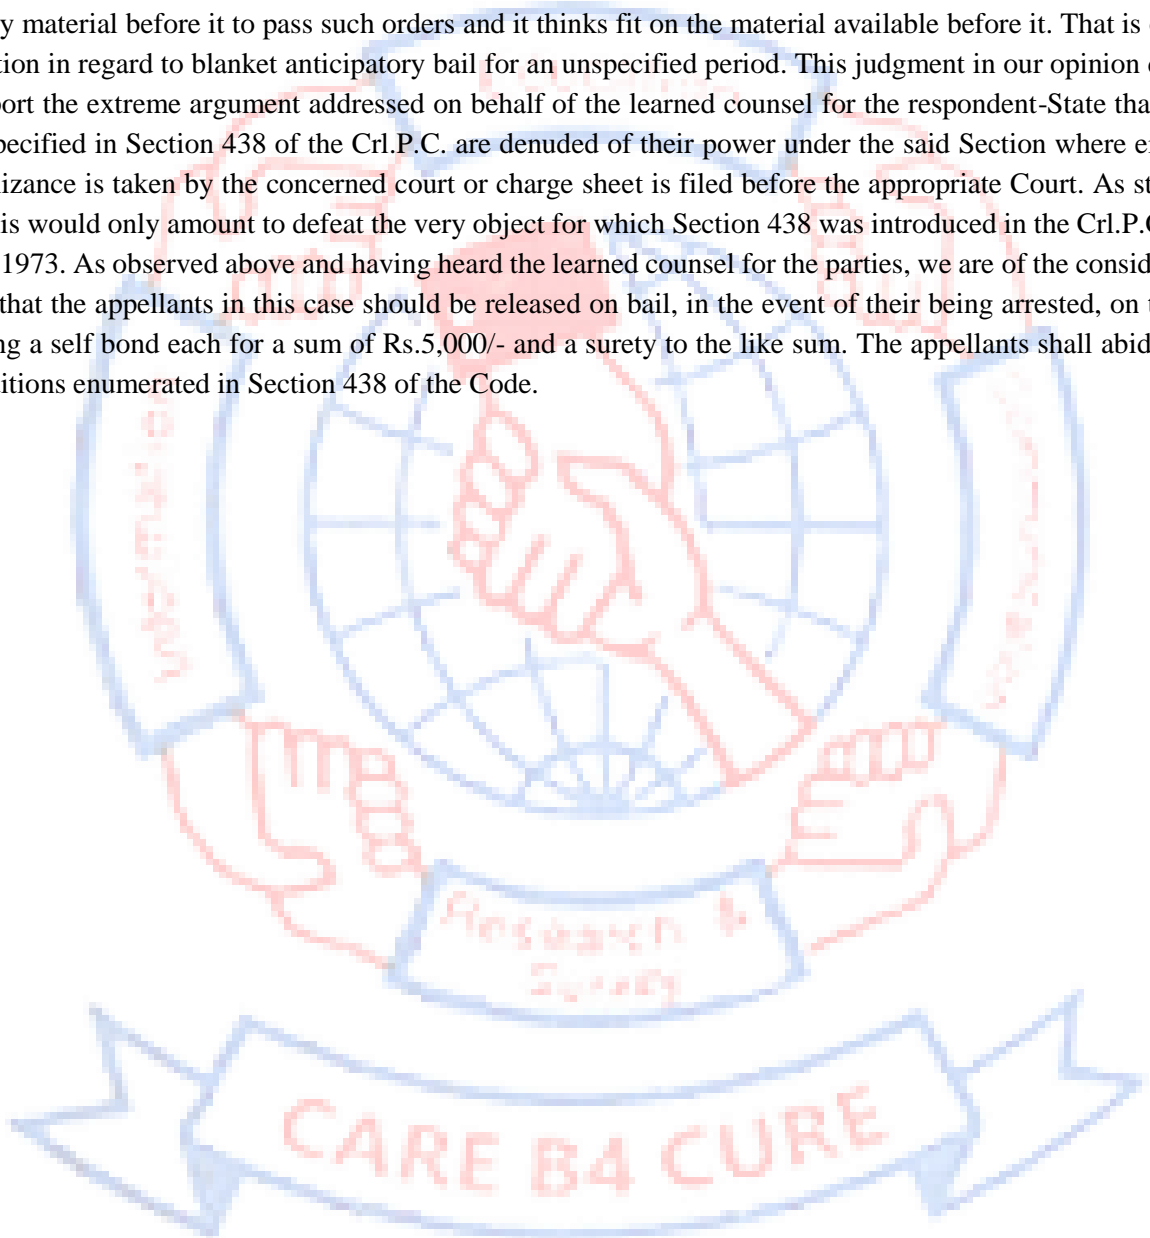 y material before it to pass such orders and it thinks fit on the material available before it. That is
tion in regard to blanket anticipatory bail for an unspecified period. This judgment in our opinion
port the extreme argument addressed on behalf of the learned counsel for the respondent-State tha
pecified in Section 438 of the Crl.P.C. are denuded of their power under the said Section where e
nizance is taken by the concerned court or charge sheet is filed before the appropriate Court. As st
is would only amount to defeat the very object for which Section 438 was introduced in the Crl.P.C
1973. As observed above and having heard the learned counsel for the parties, we are of the consid
that the appellants in this case should be released on bail, in the event of their being arrested, on t
ng a self bond each for a sum of Rs.5,000/- and a surety to the like sum. The appellants shall abid
itions enumerated in Section 438 of the Code.
Research &
Survey
CARE B4 CURE